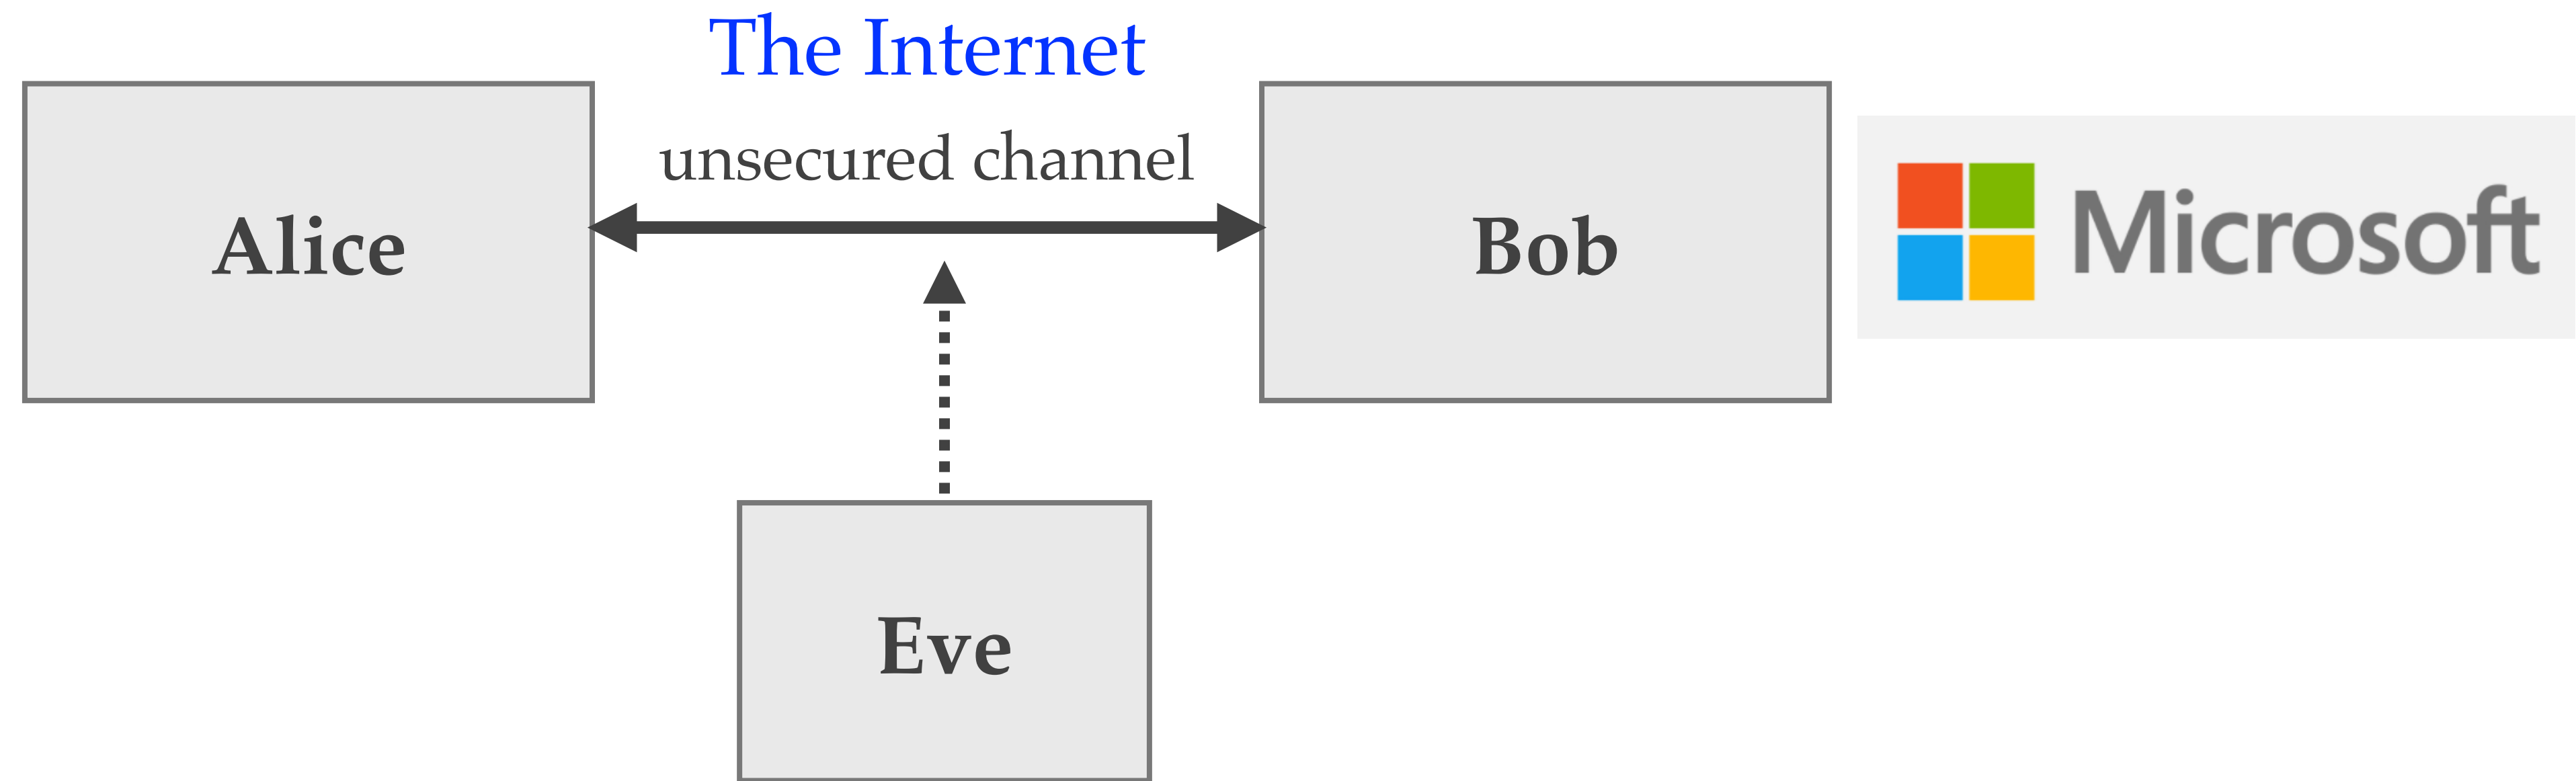 The Internet
unsecured channel
Alice
Bob
Microsoft
Eve